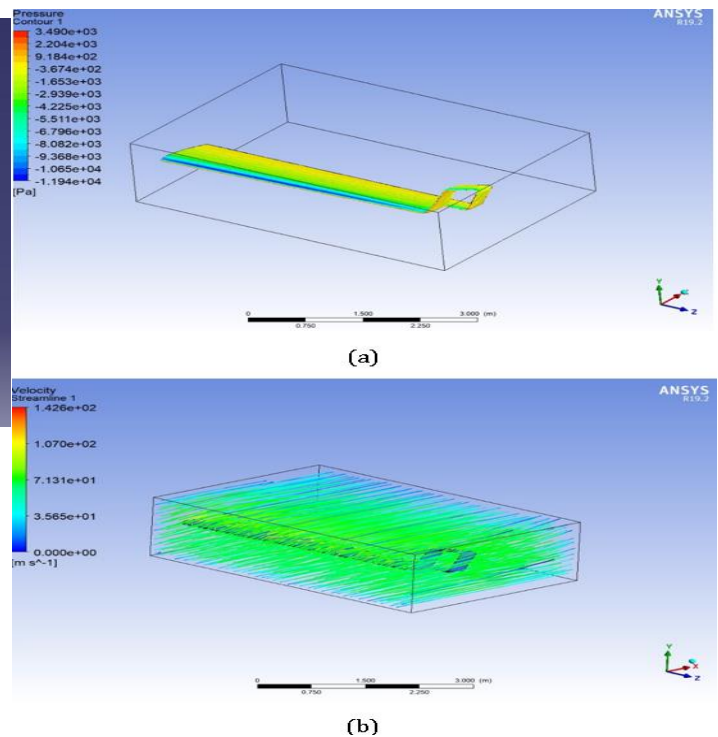 Pressure
Contour 1
3.490e+03
2.204e+03
9.184e+02
-3.674e+02
-1.653e+03
-2.939e+03
-4.225e+03
-5.511e+03
-6.796e+03
-8.082e+03
-9.368e+03
-1.065e+04
-1.194e+04
[Pa]
ANSYS
R19.2
Y
X
Z
0 1.500 3.000 (m)
0.750 2.250
(a)
Velocity
Streamline 1
1.426e+02
1.070e+02
7.131e+01
3.565e+01
0.000e+00
[m s^-1]
ANSYS
R19.2
Y
X
Z
0 1.500 3.000 (m)
0.750 2.250
(b)